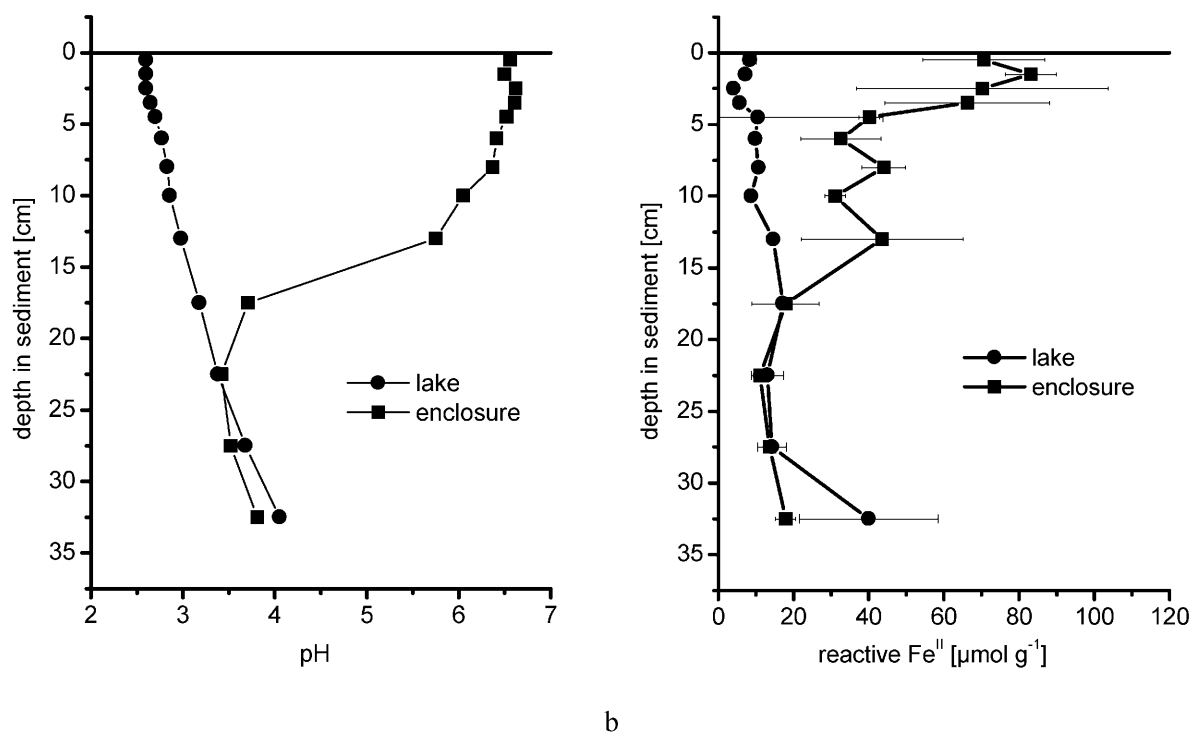 0
5
10
15
20
25
30
35
depth in sediment [cm]
2 3 4 5 6 7
pH
lake
enclosure
0
5
10
15
20
25
30
35
depth in sediment [cm]
0 20 40 60 80 100 120
reactive Feᴵᴵ [µmol g⁻¹]
lake
enclosure
b